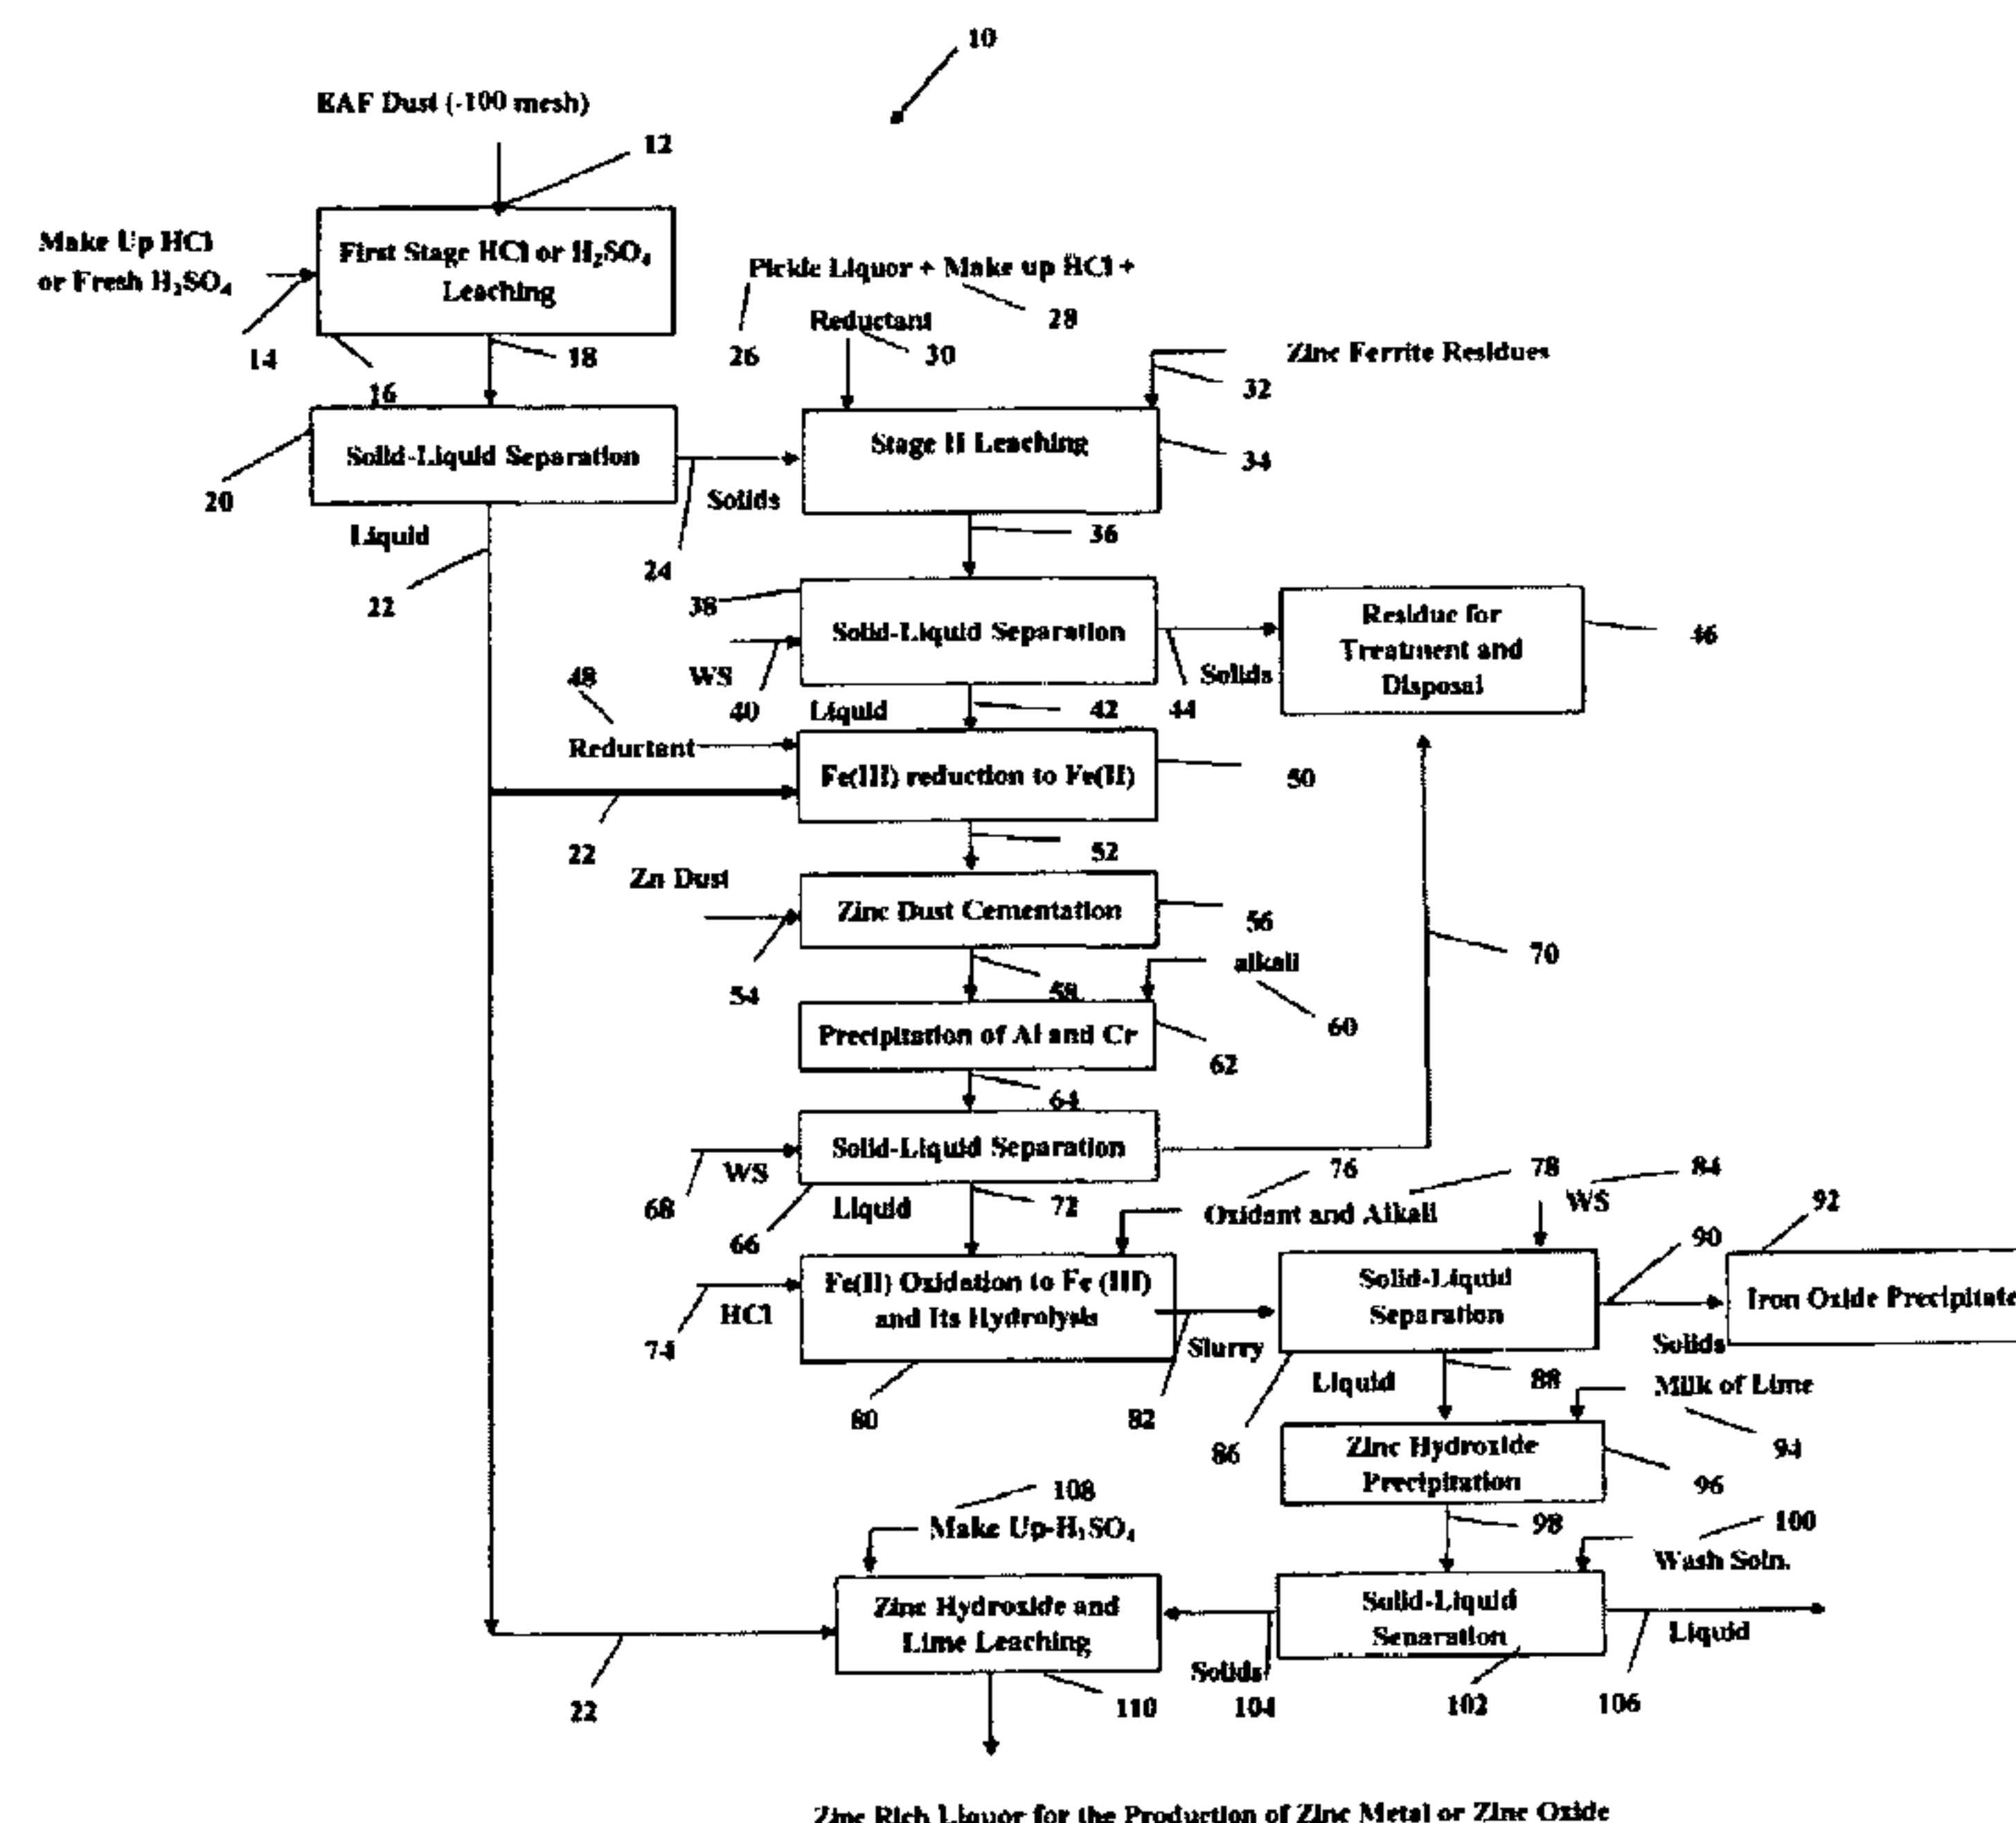 10
EAF Dust (-100 mesh)
12
Make Up HCl
or Fresh H₂SO₄
First Stage HCl or H₂SO₄
Leaching
14
16
18
Pickle Liquor + Make up HCl +
Reductant
26
28
30
Zinc Ferrite Residues
32
Solid-Liquid Separation
20
Solids
24
Stage II Leaching
34
Liquid
22
36
38
Solid-Liquid Separation
WS
40
Liquid
42
44
Solids
Residue for
Treatment and
Disposal
46
48
Reductant
Fe(III) reduction to Fe(II)
50
22
52
Zn Dust
Zinc Dust Cementation
54
56
58
alkali
60
Precipitation of Al and Cr
62
64
70
Solid-Liquid Separation
WS
68
66
Liquid
72
76
78
Oxidant and Alkali
84
WS
Fe(II) Oxidation to Fe (III)
and Its Hydrolysis
HCl
74
80
Slurry
82
Solid-Liquid
Separation
86
Liquid
88
90
Solids
92
Iron Oxide Precipitate
Milk of Lime
94
Zinc Hydroxide
Precipitation
96
98
100
Wash Soln.
108
Make Up-H₂SO₄
Zinc Hydroxide and
Lime Leaching
Solid-Liquid
Separation
Solids
Liquid
22
110
104
102
106
Zinc Rich Liquor for the Production of Zinc Metal or Zinc Oxide